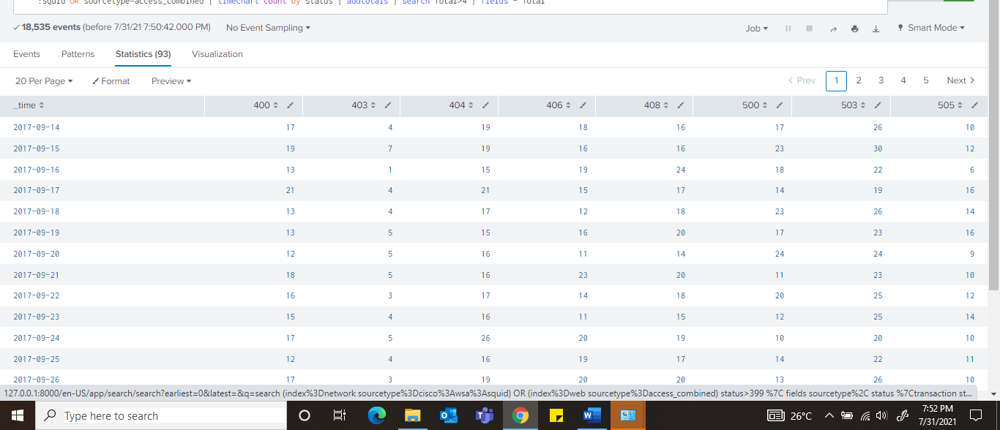 :squid OR sourcetype=access_combined | timechart count by status | addtotals | search Total>4 | fields - Total
✓ 18,535 events (before 7/31/21 7:50:42.000 PM) No Event Sampling ▾ Job ▾ Smart Mode ▾
Events Patterns Statistics (93) Visualization
20 Per Page ▾ Format Preview ▾ < Prev 1 2 3 4 5 Next >
_time 400 403 404 406 408 500 503 505
2017-09-14 17 4 19 18 16 17 26 10
2017-09-15 19 7 19 16 16 23 30 12
2017-09-16 13 1 15 19 24 18 22 6
2017-09-17 21 4 21 15 17 14 19 16
2017-09-18 13 4 17 12 18 23 26 14
2017-09-19 13 5 15 16 20 17 23 16
2017-09-20 12 5 16 11 14 24 24 9
2017-09-21 18 5 16 23 20 11 23 10
2017-09-22 16 3 17 14 18 20 25 12
2017-09-23 15 4 16 11 15 12 25 14
2017-09-24 17 5 26 20 19 10 20 10
2017-09-25 12 4 16 19 17 14 22 11
2017-09-26 17 3 19 20 20 13 26 10
127.0.0.1:8000/en-US/app/search/search?earliest=0&latest=&q=search (index%3Dnetwork sourcetype%3Dcisco%3Awsa%3Asquid) OR (index%3Dweb sourcetype%3Daccess_combined) status>399 %7C fields sourcetype%2C status %7Ctransaction st...
Type here to search 26°C 7:52 PM
7/31/2021